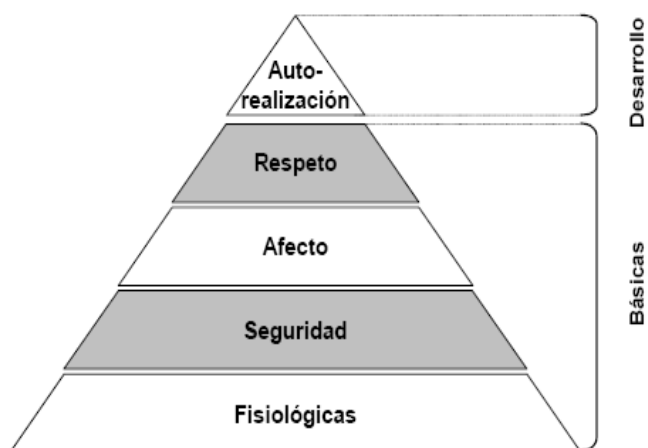 Auto-
realización
Respeto
Afecto
Seguridad
Fisiológicas
Desarrollo
Básicas